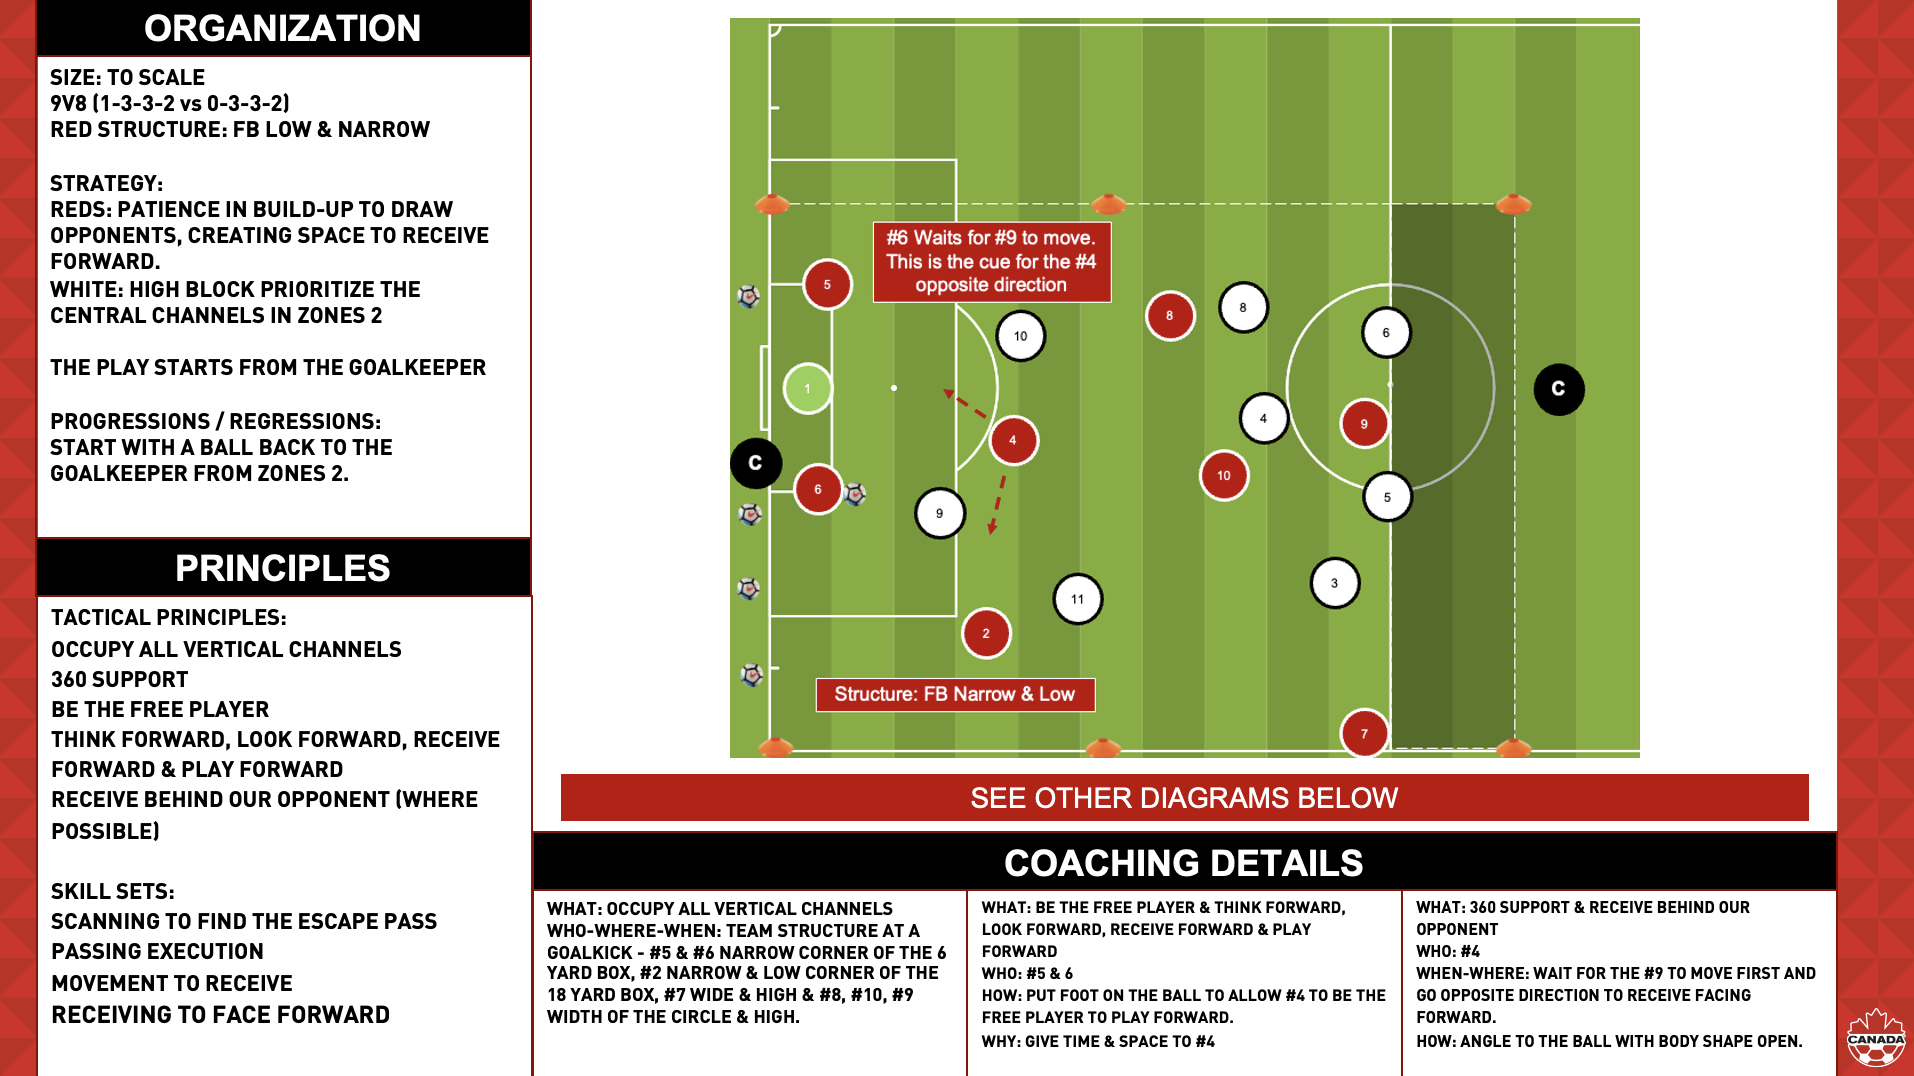 ORGANIZATION
SIZE: TO SCALE
9V8 (1-3-3-2 vs 0-3-3-2)
RED STRUCTURE: FB LOW & NARROW
STRATEGY:
REDS: PATIENCE IN BUILD-UP TO DRAW
OPPONENTS, CREATING SPACE TO RECEIVE
FORWARD.
WHITE: HIGH BLOCK PRIORITIZE THE
CENTRAL CHANNELS IN ZONES 2
THE PLAY STARTS FROM THE GOALKEEPER
PROGRESSIONS / REGRESSIONS:
START WITH A BALL BACK TO THE
GOALKEEPER FROM ZONES 2.
PRINCIPLES
TACTICAL PRINCIPLES:
OCCUPY ALL VERTICAL CHANNELS
360 SUPPORT
BE THE FREE PLAYER
THINK FORWARD, LOOK FORWARD, RECEIVE
FORWARD & PLAY FORWARD
RECEIVE BEHIND OUR OPPONENT (WHERE
POSSIBLE)
SKILL SETS:
SCANNING TO FIND THE ESCAPE PASS
PASSING EXECUTION
MOVEMENT TO RECEIVE
RECEIVING TO FACE FORWARD
#6 Waits for #9 to move.
This is the cue for the #4
opposite direction
5
10
8
8
6
1
C
4
4
9
C
6
9
10
5
11
3
2
Structure: FB Narrow & Low
7
SEE OTHER DIAGRAMS BELOW
COACHING DETAILS
WHAT: OCCUPY ALL VERTICAL CHANNELS
WHO-WHERE-WHEN: TEAM STRUCTURE AT A
GOALKICK - #5 & #6 NARROW CORNER OF THE 6
YARD BOX, #2 NARROW & LOW CORNER OF THE
18 YARD BOX, #7 WIDE & HIGH & #8, #10, #9
WIDTH OF THE CIRCLE & HIGH.
WHAT: BE THE FREE PLAYER & THINK FORWARD,
LOOK FORWARD, RECEIVE FORWARD & PLAY
FORWARD
WHO: #5 & 6
HOW: PUT FOOT ON THE BALL TO ALLOW #4 TO BE THE
FREE PLAYER TO PLAY FORWARD.
WHY: GIVE TIME & SPACE TO #4
WHAT: 360 SUPPORT & RECEIVE BEHIND OUR
OPPONENT
WHO: #4
WHEN-WHERE: WAIT FOR THE #9 TO MOVE FIRST AND
GO OPPOSITE DIRECTION TO RECEIVE FACING
FORWARD.
HOW: ANGLE TO THE BALL WITH BODY SHAPE OPEN.
CANADA